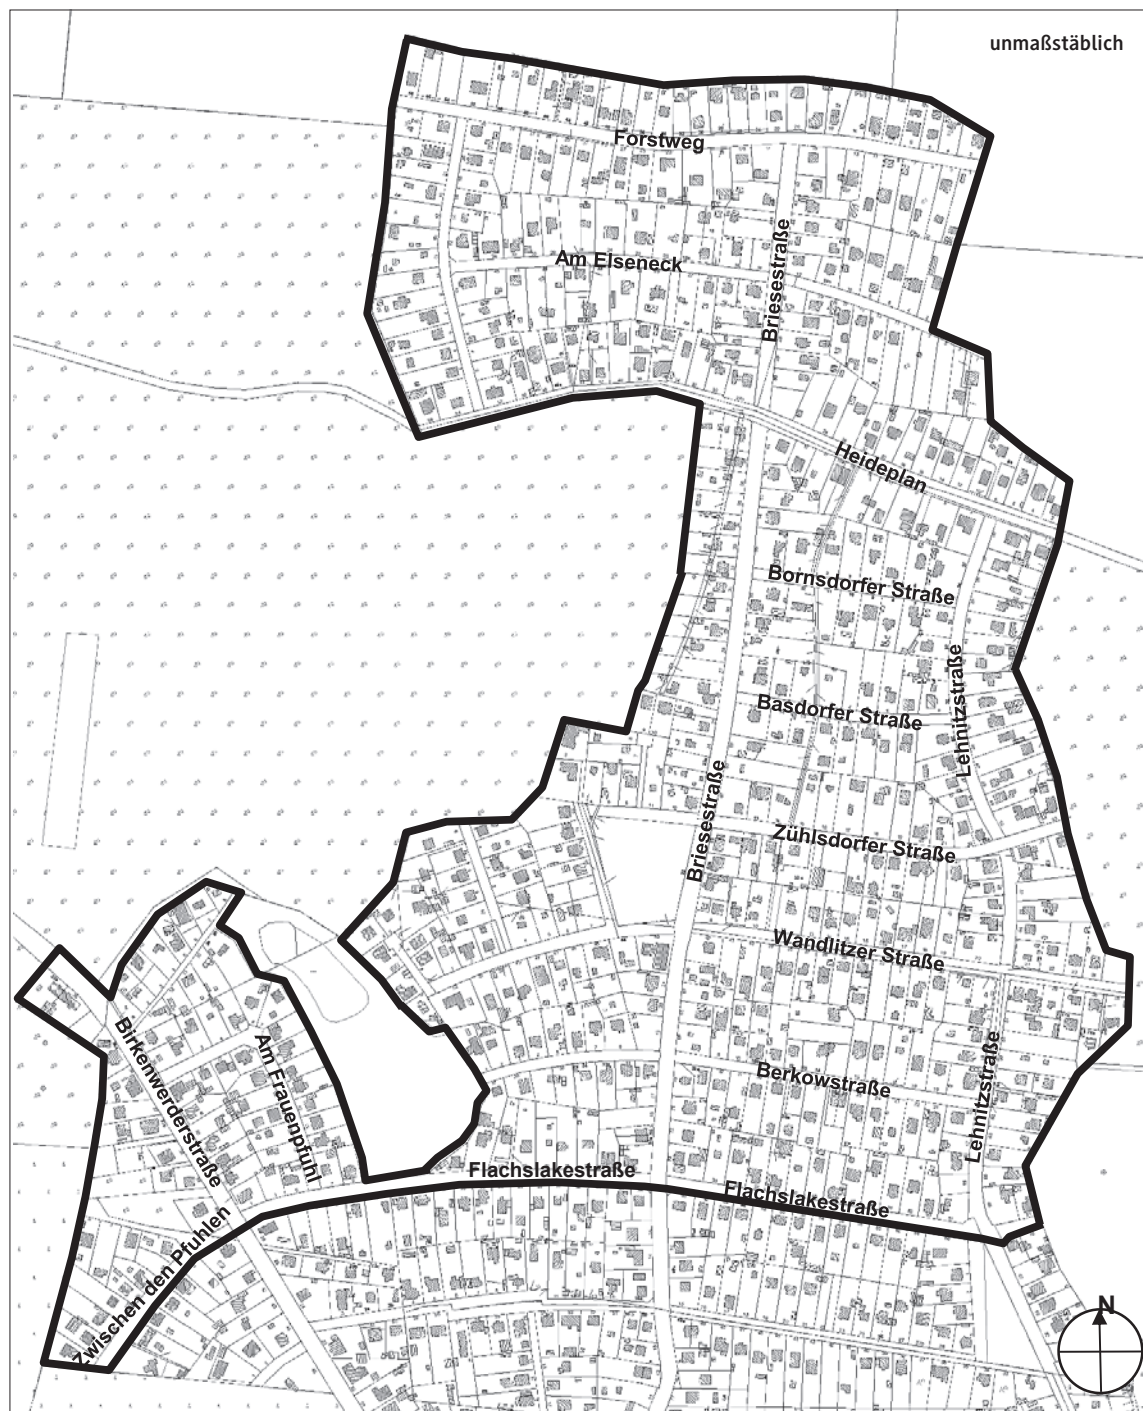 unmaßstäblich
Forstweg
Briesestraße
Am Eiseneck
Heideplan
Bornsdorfer Straße
Lehnitzstraße
Basdorfer Straße
Briesestraße
Zühlsdorfer Straße
Wandlitzer Straße
Birkenwerderstraße
Am Frauenpfuhl
Berkowstraße
Lehnitzstraße
Flachslakestraße
Flachslakestraße
Zwischen den Pfuhlen
N